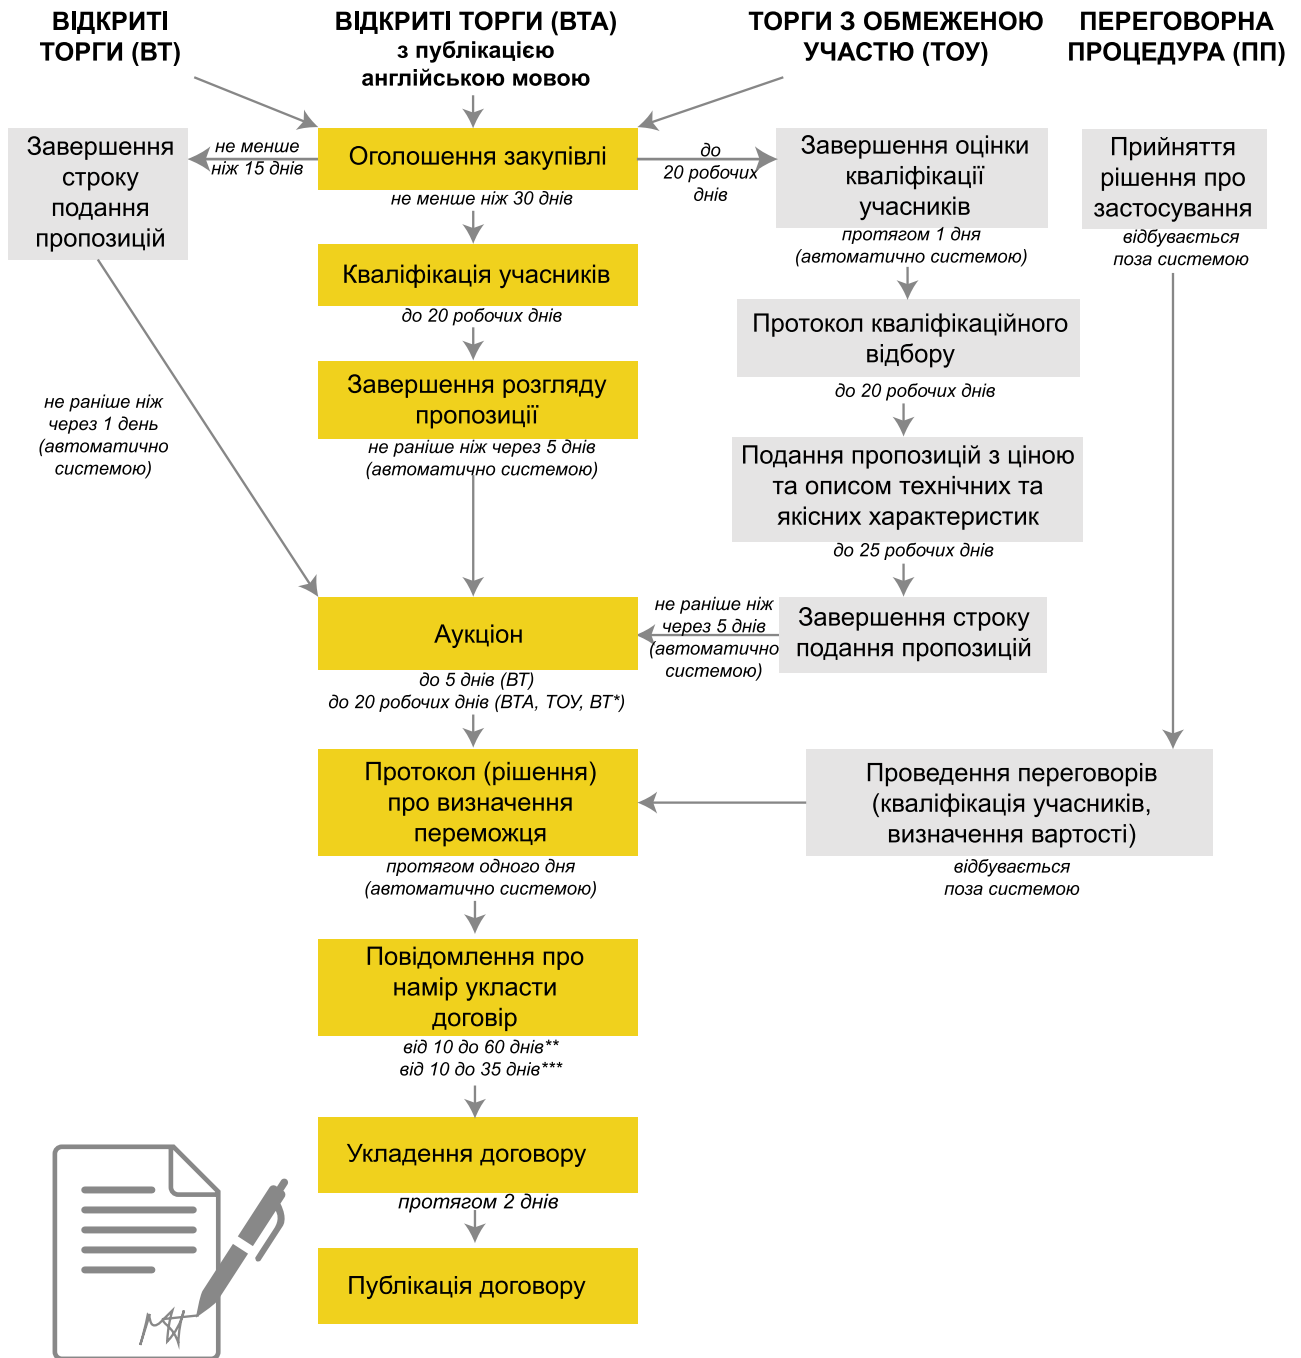 ВІДКРИТІ
ТОРГИ (ВТ)
ВІДКРИТІ ТОРГИ (ВТА)
з публікацією
англійською мовою
ТОРГИ З ОБМЕЖЕНОЮ
УЧАСТЮ (ТОУ)
ПЕРЕГОВОРНА
ПРОЦЕДУРА (ПП)
Завершення
строку
подання
пропозицій
не менше
ніж 15 днів
Оголошення закупівлі
не менше ніж 30 днів
до
20 робочих
днів
Завершення оцінки
кваліфікації
учасників
протягом 1 дня
(автоматично системою)
Прийняття
рішення про
застосування
відбувається
поза системою
Кваліфікація учасників
до 20 робочих днів
Протокол кваліфікаційного
відбору
до 20 робочих днів
Завершення розгляду
пропозиції
не раніше ніж через 5 днів
(автоматично системою)
не раніше ніж
через 1 день
(автоматично
системою)
Подання пропозицій з ціною
та описом технічних та
якісних характеристик
до 25 робочих днів
Аукціон
до 5 днів (ВТ)
до 20 робочих днів (ВТА, ТОУ, ВТ*)
не раніше ніж
через 5 днів
(автоматично
системою)
Завершення строку
подання пропозицій
Протокол (рішення)
про визначення
переможця
протягом одного дня
(автоматично системою)
Проведення переговорів
(кваліфікація учасників,
визначення вартості)
відбувається
поза системою
Повідомлення про
намір укласти
договір
від 10 до 60 днів**
від 10 до 35 днів***
Укладення договору
протягом 2 днів
Публікація договору